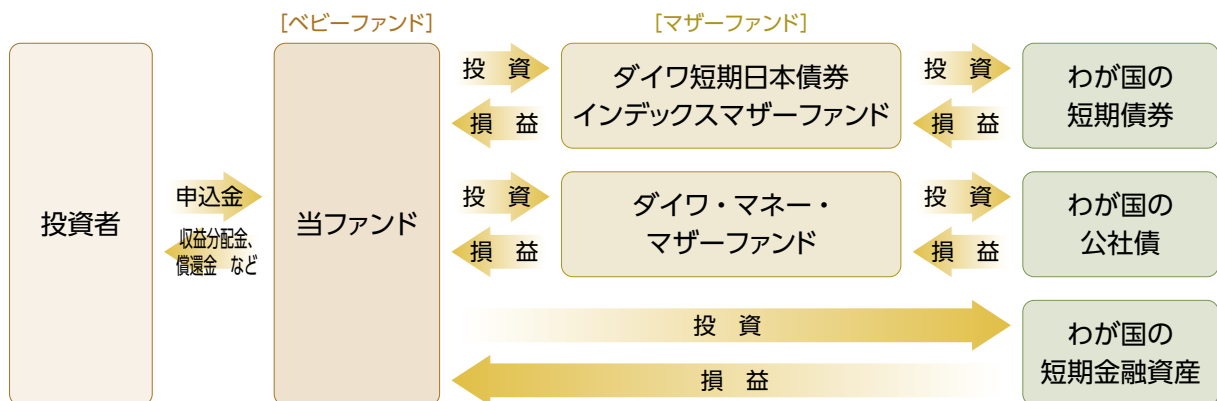 [ベビーファンド]
[マザーファンド]
投資者
申込金
収益分配金、
償還金 など
当ファンド
投 資
損 益
ダイワ短期日本債券
インデックスマザーファンド
投 資
損 益
わが国の
短期債券
投 資
損 益
ダイワ・マネー・
マザーファンド
投 資
損 益
わが国の
公社債
投 資
損 益
わが国の
短期金融資産